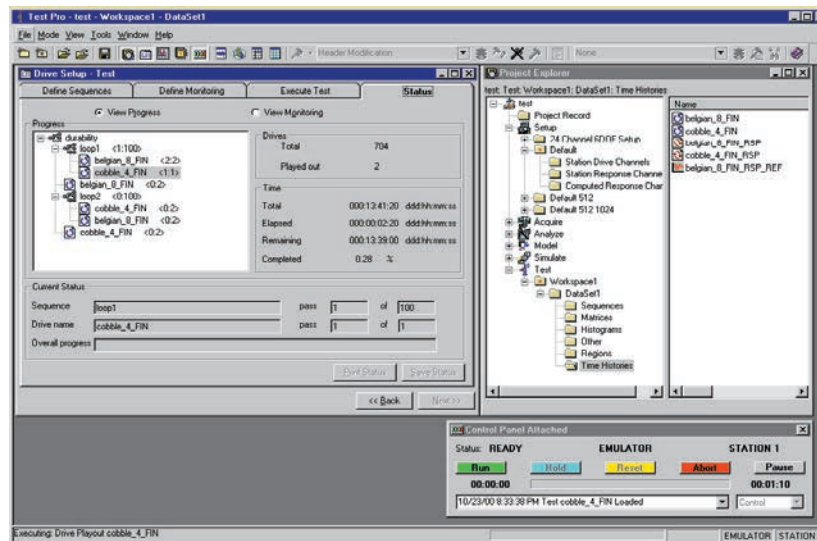 Test Pro - test - Workspace1 - DataSet1
File Mode View Tools Window Help
Header Modification
None
Drive Setup - Test
Define Sequences
Define Monitoring
Execute Test
Status
View Progress
View Monitoring
Progress
durability
loop1 <1:100>
belgian_8_FIN <2:2>
cobble_4_FIN <1:1>
belgian_8_FIN <0:2>
loop2 <0:100>
cobble_4_FIN <0:2>
belgian_8_FIN <0:2>
cobble_4_FIN <0:2>
Drives
Total 704
Played out 2
Time
Total 000:13:41:20 ddd:hh:mm:ss
Elapsed 000:00:02:20 ddd:hh:mm:ss
Remaining 000:13:39:00 ddd:hh:mm:ss
Completed 0.28 %
Current Status
Sequence loop1 pass 1 of 100
Drive name cobble_4_FIN pass 1 of 1
Overall progress
Print Status
Save Status
<< Back
Next >>
Project Explorer
test: Test: Workspace1: DataSet1: Time Histories
test
Project Record
Setup
24 Channel 6DOF Setup
Default
Station Drive Channels
Station Response Channe
Computed Response Char
Default 512
Default 512 1024
Acquire
Analyze
Model
Simulate
Test
Workspace1
DataSet1
Sequences
Matrices
Histograms
Other
Regions
Time Histories
Name
belgian_8_FIN
cobble_4_FIN
belgian_8_FIN_RSP
cobble_4_FIN_RSP
belgian_8_FIN_RSP_REF
Control Panel Attached
Status: READY EMULATOR STATION 1
Run Hold Reset Abort Pause
00:00:00 00:01:10
10/23/00 8:33:38 PM Test cobble_4_FIN Loaded
Control
Executing: Drive Playout cobble_4_FIN
EMULATOR STATION